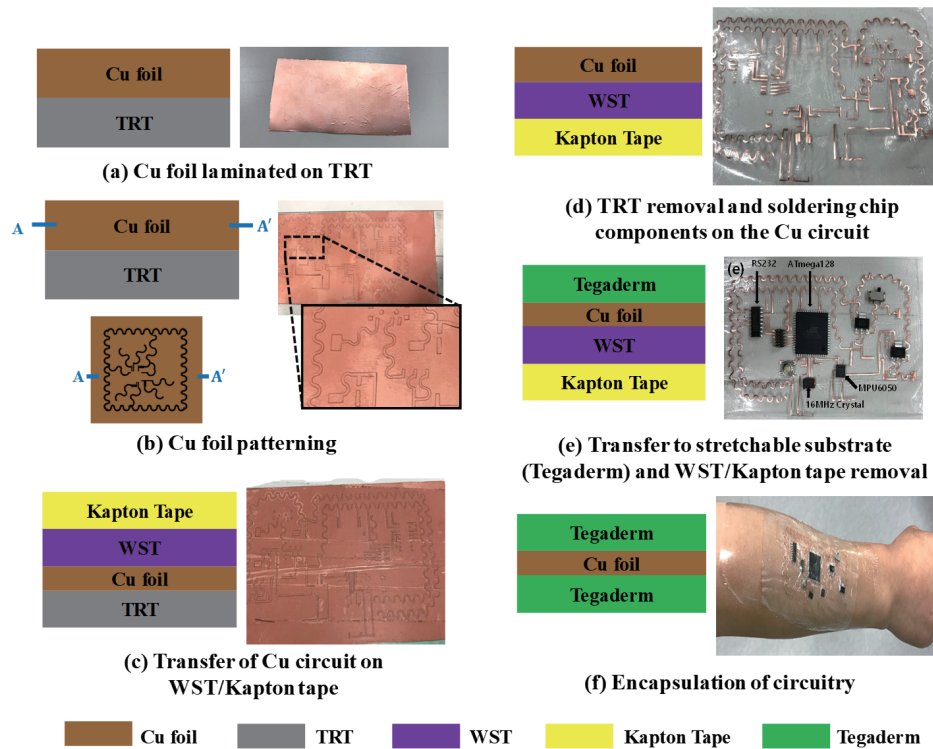 Cu foil
TRT
(a) Cu foil laminated on TRT
A
Cu foil
A′
TRT
A
A′
(b) Cu foil patterning
Kapton Tape
WST
Cu foil
TRT
(c) Transfer of Cu circuit on
WST/Kapton tape
Cu foil
WST
Kapton Tape
(d) TRT removal and soldering chip
components on the Cu circuit
Tegaderm
Cu foil
WST
Kapton Tape
(e)
RS232
ATmega128
MPU6050
16MHz Crystal
(e) Transfer to stretchable substrate
(Tegaderm) and WST/Kapton tape removal
Tegaderm
Cu foil
Tegaderm
(f) Encapsulation of circuitry
Cu foil
TRT
WST
Kapton Tape
Tegaderm